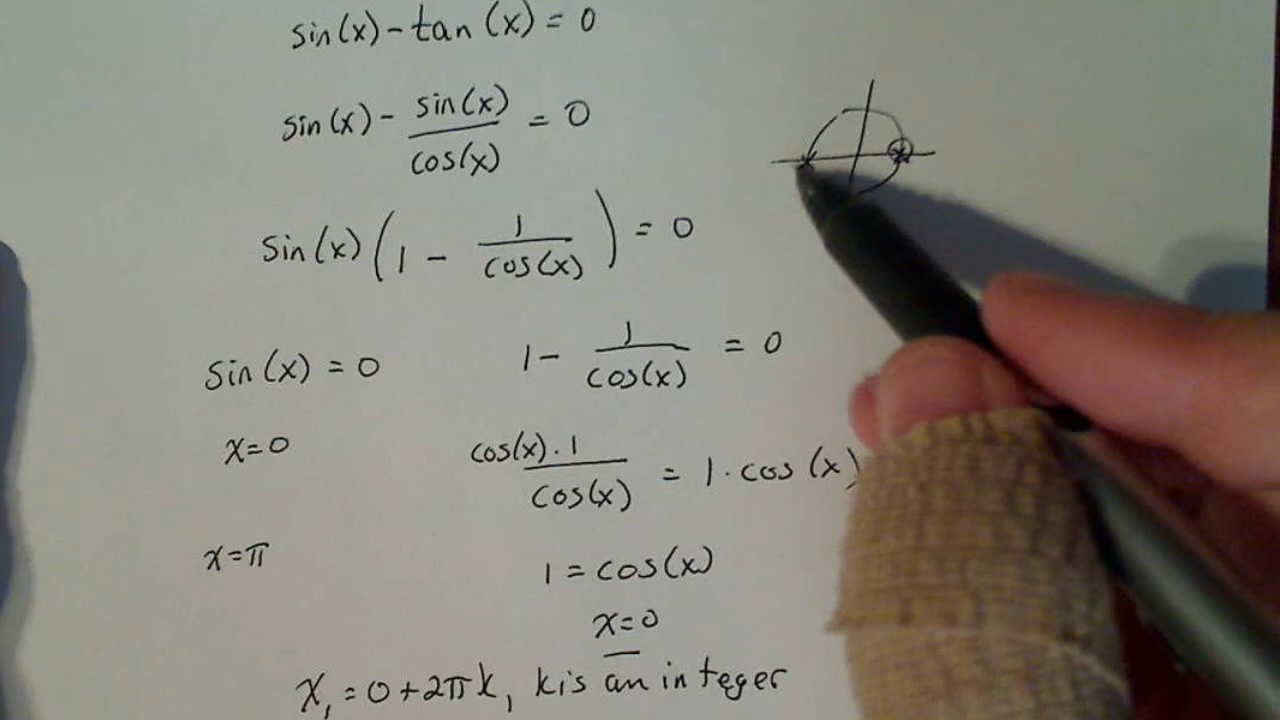 sin(x) - tan(x) = 0
sin(x) - sin(x)/cos(x) = 0
sin(x)(1 - 1/cos(x)) = 0
sin(x) = 0
1 - 1/cos(x) = 0
x=0
cos(x)·1/cos(x) = 1·cos(x)
x=π
1 = cos(x)
x=0
x₁ = 0+2πk, k is an integer